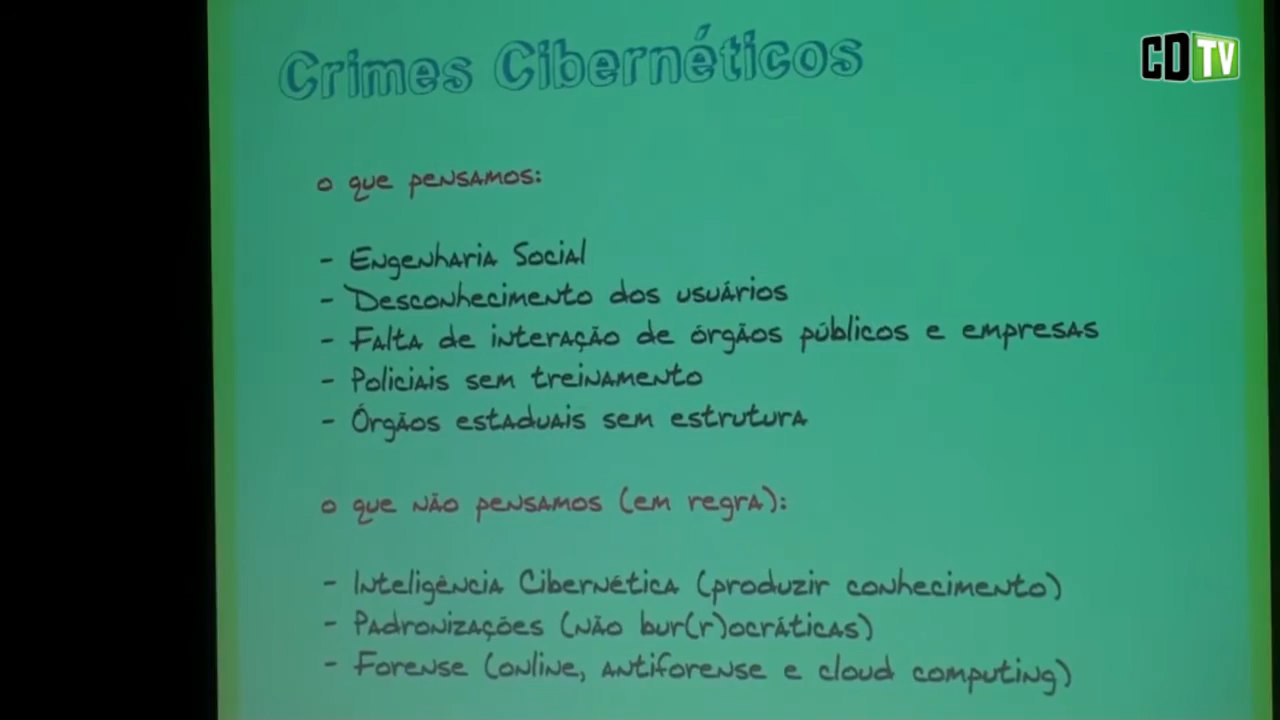 Crimes Cibernéticos
CDTV
o que pensamos:
- Engenharia Social
- Desconhecimento dos usuários
- Falta de interação de órgãos públicos e empresas
- Policiais sem treinamento
- Órgãos estaduais sem estrutura
o que não pensamos (em regra):
- Inteligência Cibernética (produzir conhecimento)
- Padronizações (não bur(r)ocráticas)
- Forense (online, antiforense e cloud computing)